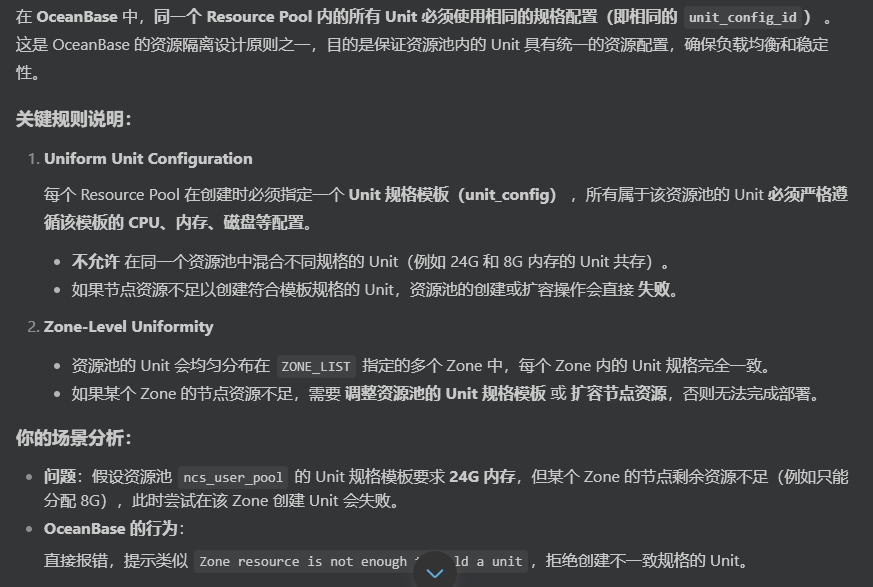 在 OceanBase 中，同一个 Resource Pool 内的所有 Unit 必须使用相同的规格配置（即相同的 unit_config_id ） 。
这是 OceanBase 的资源隔离设计原则之一，目的是保证资源池内的 Unit 具有统一的资源配置，确保负载均衡和稳定
性。
关键规则说明：
1. Uniform Unit Configuration
每个 Resource Pool 在创建时必须指定一个 Unit 规格模板（unit_config） ，所有属于该资源池的 Unit 必须严格遵
循该模板的 CPU、内存、磁盘等配置。
• 不允许 在同一个资源池中混合不同规格的 Unit（例如 24G 和 8G 内存的 Unit 共存）。
• 如果节点资源不足以创建符合模板规格的 Unit，资源池的创建或扩容操作会直接 失败。
2. Zone-Level Uniformity
• 资源池的 Unit 会均匀分布在 ZONE_LIST 指定的多个 Zone 中，每个 Zone 内的 Unit 规格完全一致。
• 如果某个 Zone 的节点资源不足，需要 调整资源池的 Unit 规格模板 或 扩容节点资源，否则无法完成部署。
你的场景分析：
• 问题：假设资源池 ncs_user_pool 的 Unit 规格模板要求 24G 内存，但某个 Zone 的节点剩余资源不足（例如只能
分配 8G），此时尝试在该 Zone 创建 Unit 会失败。
• OceanBase 的行为：
直接报错，提示类似 Zone resource is not enough a unit ，拒绝创建不一致规格的 Unit。